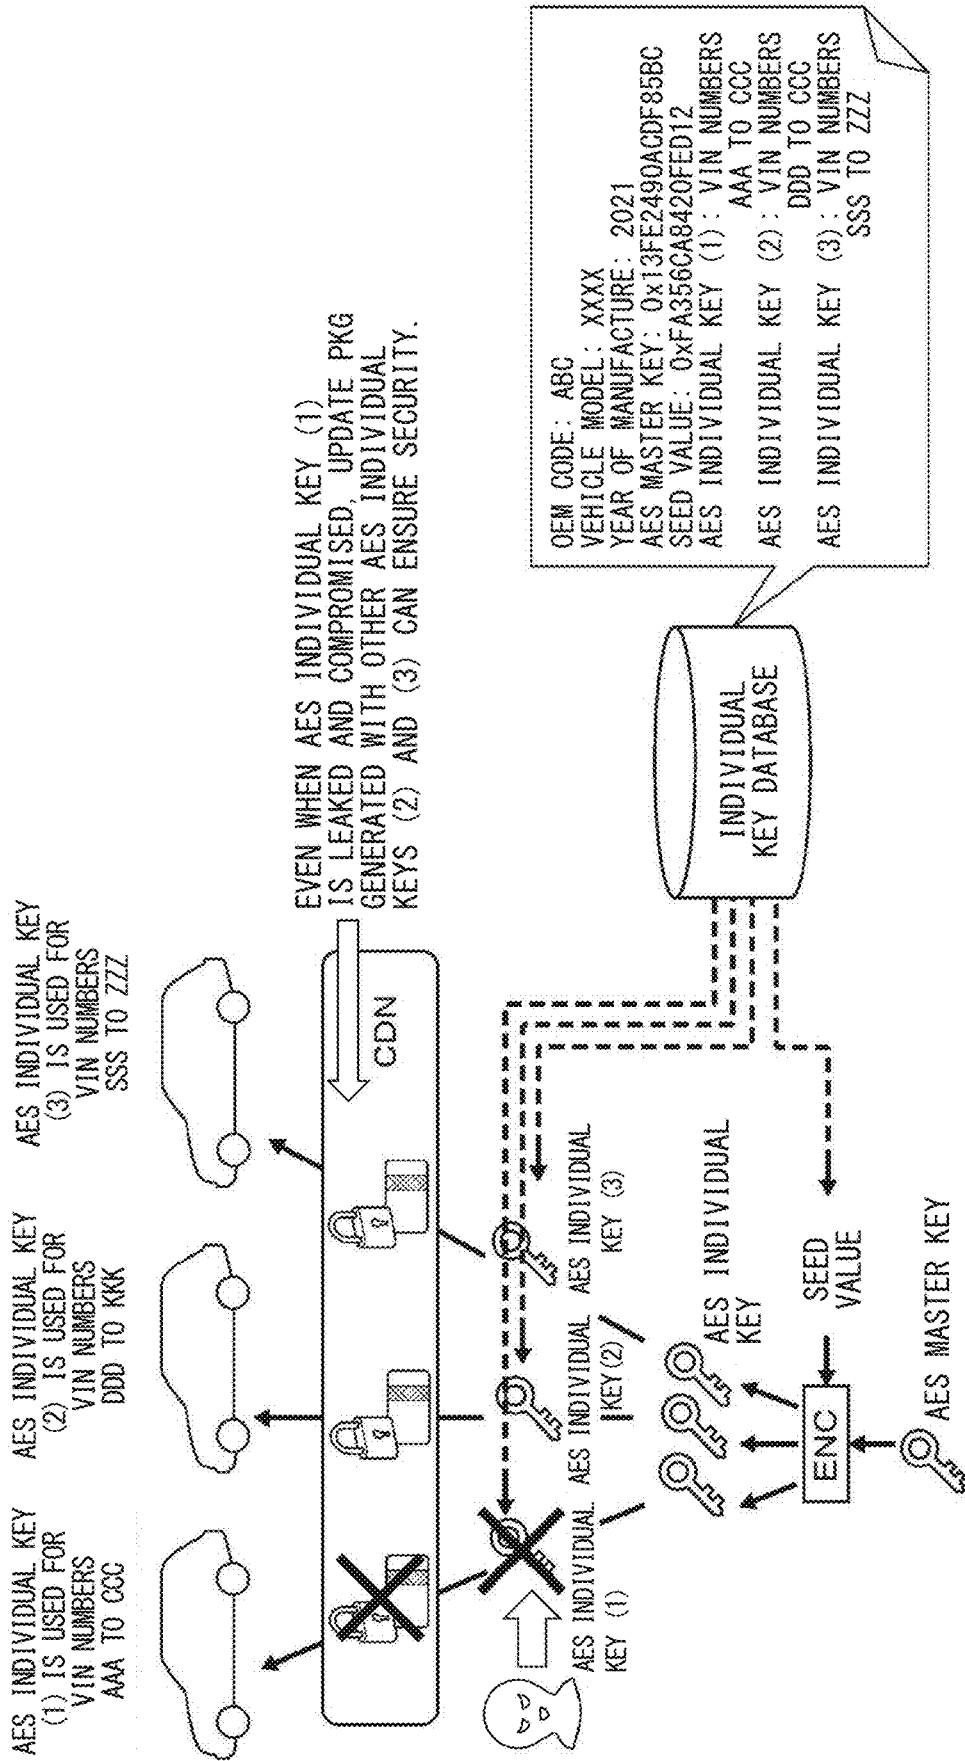 AES INDIVIDUAL KEY
(1) IS USED FOR
VIN NUMBERS
AAA TO CCC
AES INDIVIDUAL KEY
(2) IS USED FOR
VIN NUMBERS
DDD TO KKK
AES INDIVIDUAL KEY
(3) IS USED FOR
VIN NUMBERS
SSS TO ZZZ
CDN
EVEN WHEN AES INDIVIDUAL KEY (1)
IS LEAKED AND COMPROMISED, UPDATE PKG
GENERATED WITH OTHER AES INDIVIDUAL
KEYS (2) AND (3) CAN ENSURE SECURITY.
AES INDIVIDUAL
KEY (1)
AES INDIVIDUAL
KEY(2)
AES INDIVIDUAL
KEY (3)
AES INDIVIDUAL
KEY
ENC
SEED
VALUE
AES MASTER KEY
INDIVIDUAL
KEY DATABASE
OEM CODE: ABC
VEHICLE MODEL: XXXX
YEAR OF MANUFACTURE: 2021
AES MASTER KEY: 0x13FE2490ACDF85BC
SEED VALUE: 0xFA356CA8420FED12
AES INDIVIDUAL KEY (1): VIN NUMBERS
AAA TO CCC
AES INDIVIDUAL KEY (2): VIN NUMBERS
DDD TO CCC
AES INDIVIDUAL KEY (3): VIN NUMBERS
SSS TO ZZZ